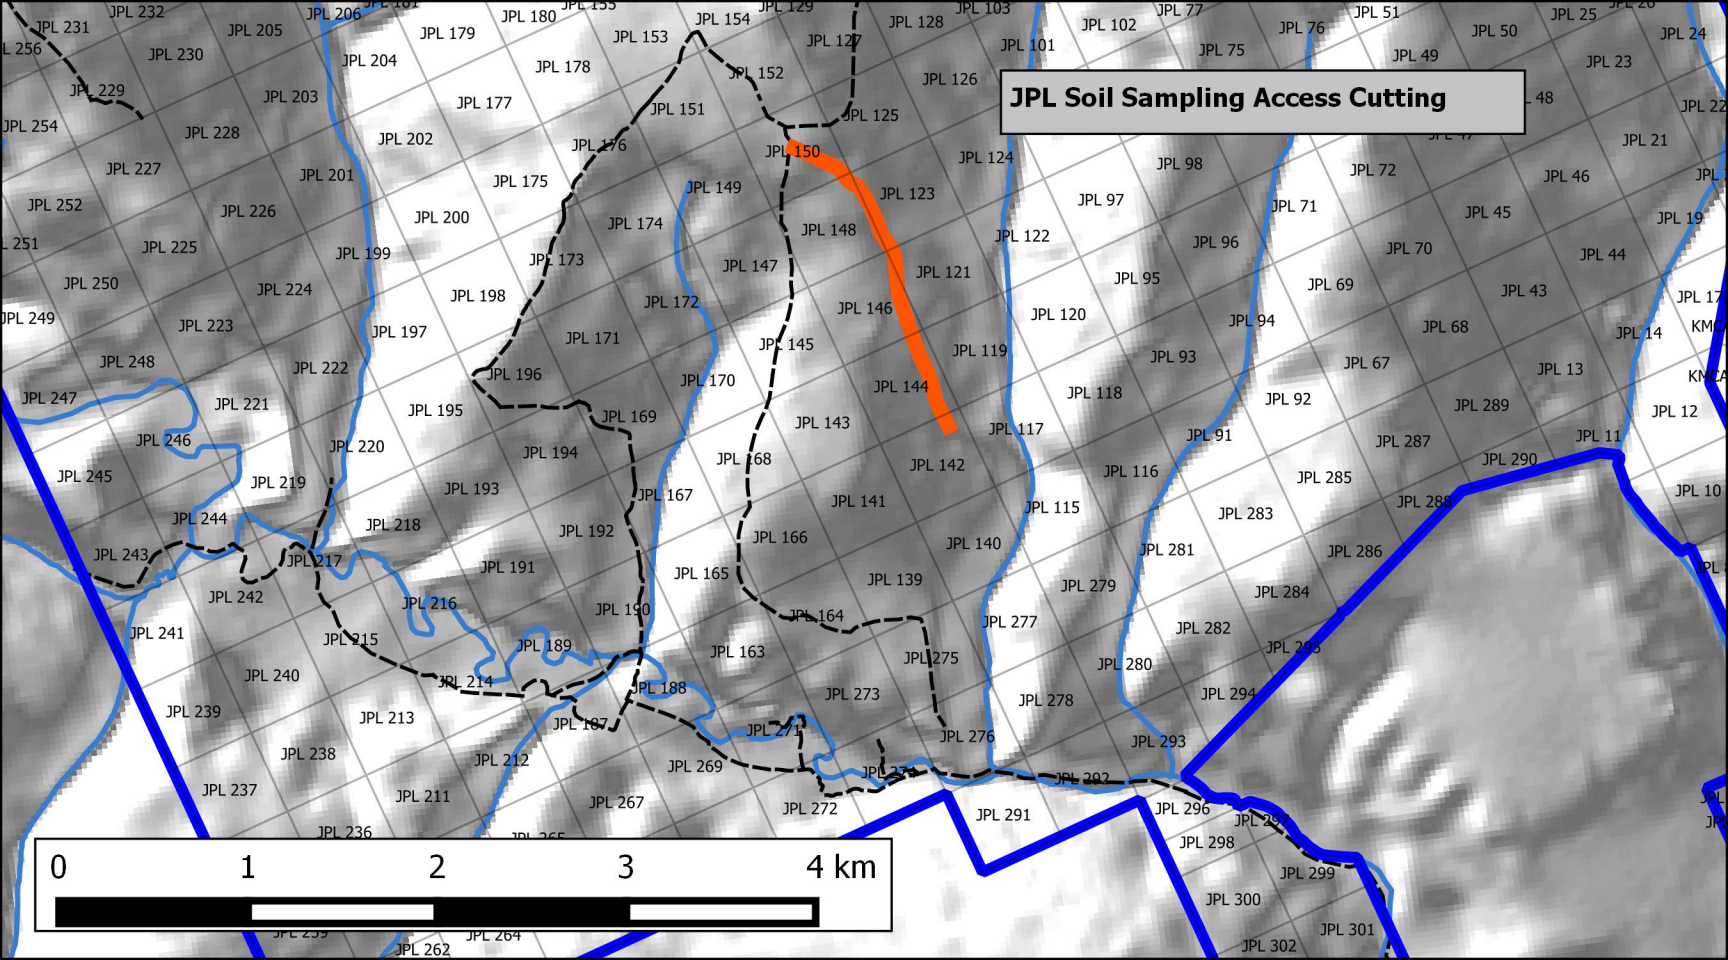 JPL Soil Sampling Access Cutting
JPL 232
JPL 206
JPL 181
JPL 180
JPL 155
JPL 154
JPL 129
JPL 128
JPL 103
JPL 102
JPL 77
JPL 76
JPL 51
JPL 50
JPL 25
JPL 24
JPL 231
JPL 205
JPL 179
JPL 153
JPL 127
JPL 101
JPL 75
JPL 49
JPL 23
L 256
JPL 230
JPL 204
JPL 178
JPL 152
JPL 126
48
JPL 229
JPL 203
JPL 177
JPL 151
JPL 125
JPL 22
JPL 254
JPL 228
JPL 202
JPL 176
JPL 150
JPL 124
JPL 98
JPL 72
JPL 46
JPL 21
JPL 227
JPL 201
JPL 175
JPL 149
JPL 123
JPL 97
JPL 71
JPL 45
JPL 19
JPL 252
JPL 226
JPL 200
JPL 174
JPL 148
JPL 122
JPL 96
JPL 70
JPL 44
L 251
JPL 225
JPL 199
JPL 173
JPL 147
JPL 121
JPL 95
JPL 69
JPL 43
JPL 17
JPL 250
JPL 224
JPL 198
JPL 172
JPL 146
JPL 120
JPL 94
JPL 68
JPL 14
KMC
JPL 249
JPL 223
JPL 197
JPL 171
JPL 145
JPL 119
JPL 93
JPL 67
JPL 13
KMCA
JPL 248
JPL 222
JPL 196
JPL 170
JPL 144
JPL 118
JPL 92
JPL 289
JPL 12
JPL 247
JPL 221
JPL 195
JPL 169
JPL 143
JPL 117
JPL 91
JPL 287
JPL 11
JPL 246
JPL 220
JPL 194
JPL 168
JPL 142
JPL 116
JPL 285
JPL 290
JPL 245
JPL 219
JPL 193
JPL 167
JPL 141
JPL 115
JPL 283
JPL 288
JPL 10
JPL 244
JPL 218
JPL 192
JPL 166
JPL 140
JPL 281
JPL 286
JPL 243
JPL 217
JPL 191
JPL 165
JPL 139
JPL 279
JPL 284
JPL 242
JPL 216
JPL 190
JPL 164
JPL 277
JPL 282
JPL 295
JPL 241
JPL 215
JPL 189
JPL 163
JPL 275
JPL 280
JPL 294
JPL 240
JPL 214
JPL 188
JPL 273
JPL 278
JPL 239
JPL 213
JPL 187
JPL 271
JPL 276
JPL 293
JPL 238
JPL 212
JPL 269
JPL 292
JPL 237
JPL 211
JPL 267
JPL 272
JPL 291
JPL 296
JPL 297
JPL 236
JPL 265
JPL 298
JPL 299
JPL 300
JPL 301
JPL 302
JPL 259
JPL 264
JPL 262
0 1 2 3 4 km